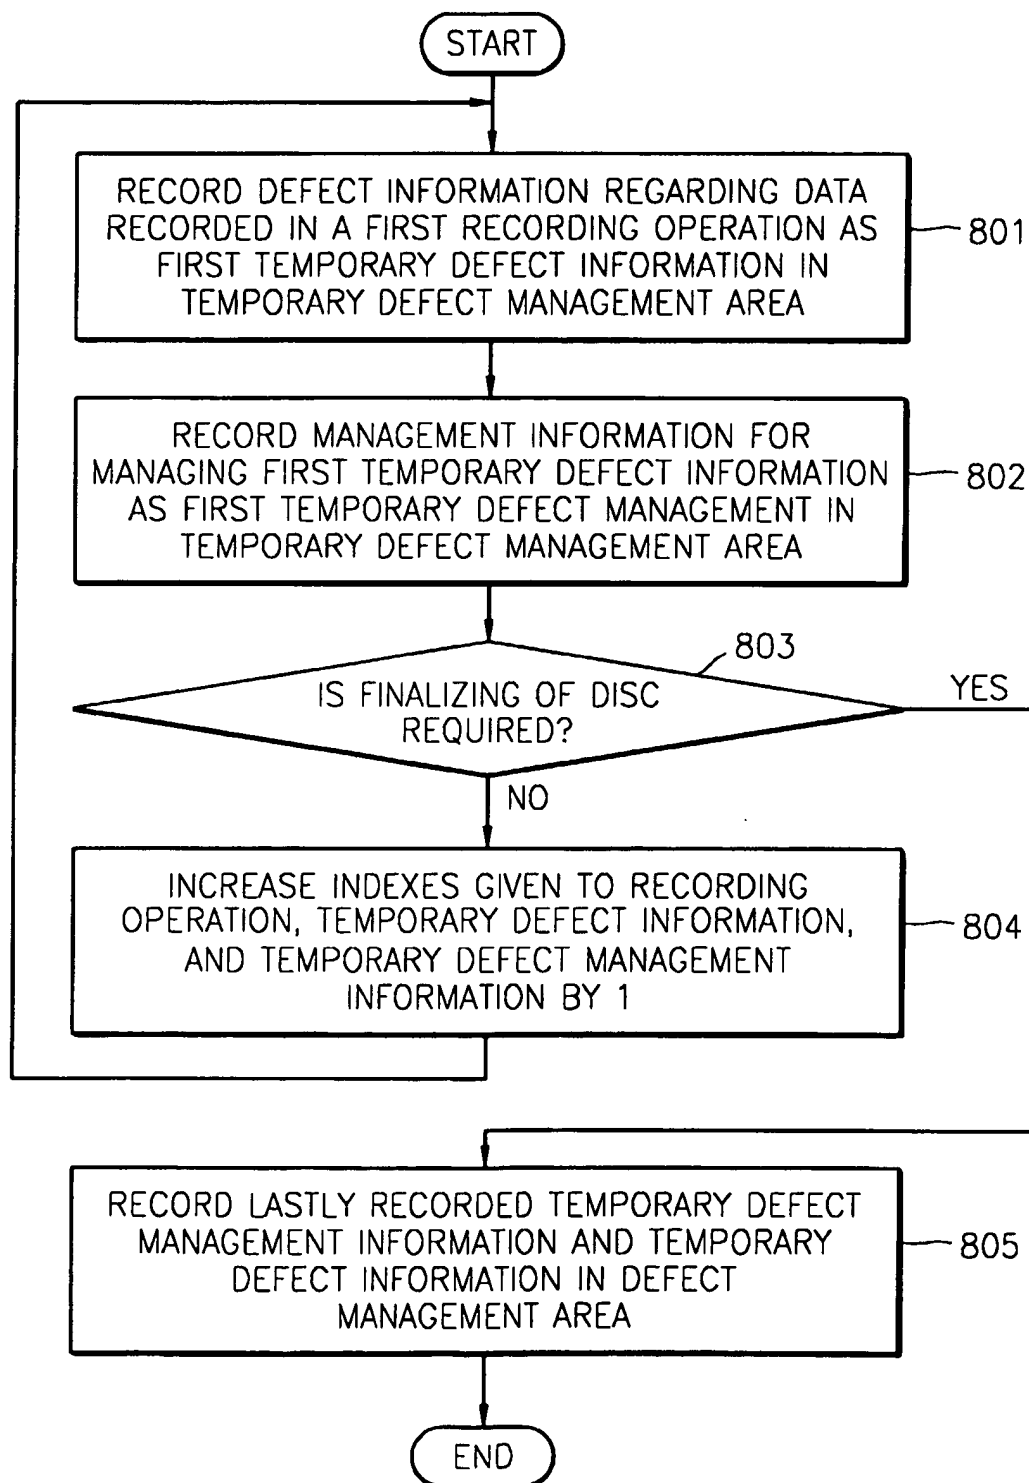 START
RECORD DEFECT INFORMATION REGARDING DATA
RECORDED IN A FIRST RECORDING OPERATION AS
FIRST TEMPORARY DEFECT INFORMATION IN
TEMPORARY DEFECT MANAGEMENT AREA
801
RECORD MANAGEMENT INFORMATION FOR
MANAGING FIRST TEMPORARY DEFECT INFORMATION
AS FIRST TEMPORARY DEFECT MANAGEMENT IN
TEMPORARY DEFECT MANAGEMENT AREA
802
803
IS FINALIZING OF DISC
REQUIRED?
YES
NO
INCREASE INDEXES GIVEN TO RECORDING
OPERATION, TEMPORARY DEFECT INFORMATION,
AND TEMPORARY DEFECT MANAGEMENT
INFORMATION BY 1
804
RECORD LASTLY RECORDED TEMPORARY DEFECT
MANAGEMENT INFORMATION AND TEMPORARY
DEFECT INFORMATION IN DEFECT
MANAGEMENT AREA
805
END